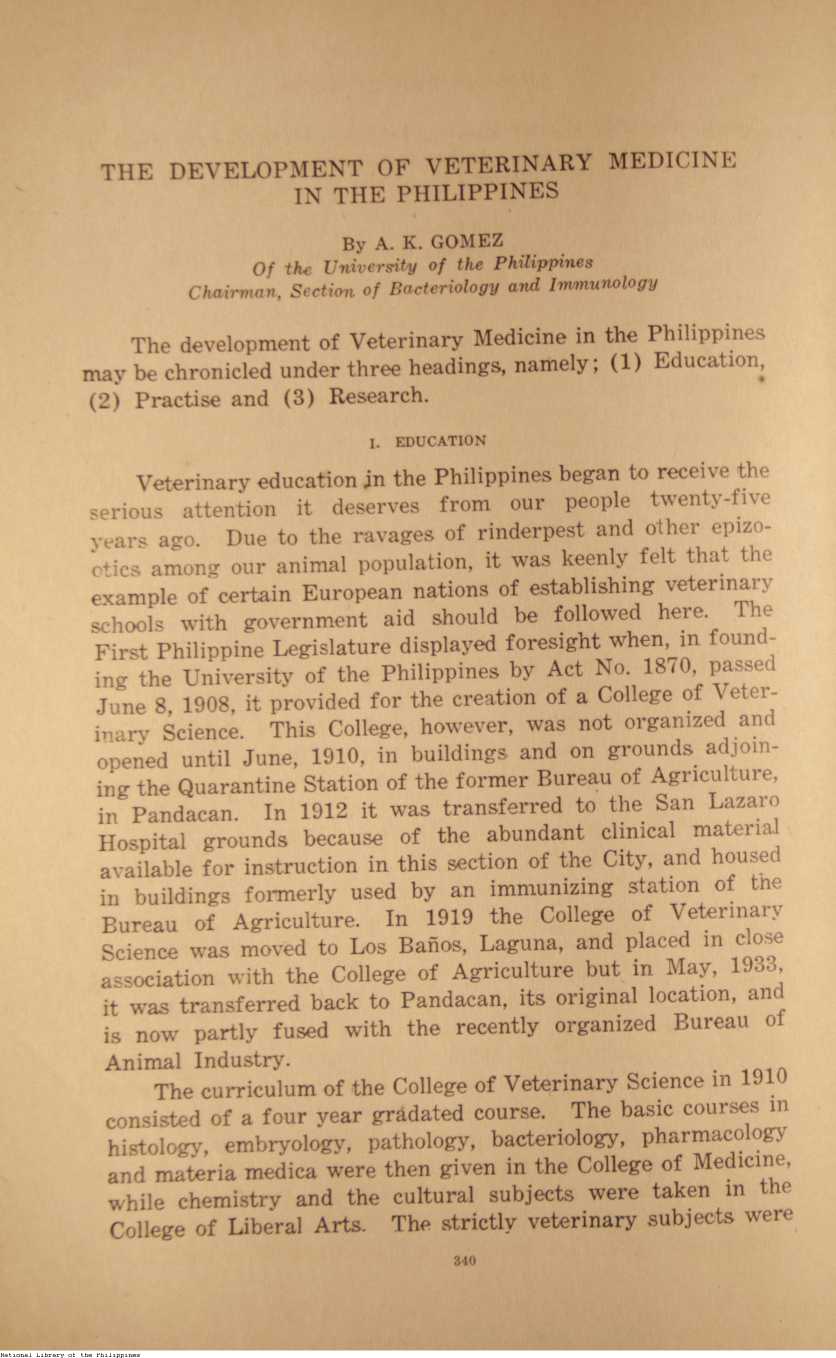 THE DEVELOPMENT OF VETERINARY MEDICINE
IN THE PHILIPPINES
By A. K. GOMEZ
Of the University of the Philippines
Chairman, Section of Bacteriology and Immunology
The development of Veterinary Medicine in the Philippines
may be chronicled under three headings, namely; (1) Education,
(2) Practise and (3) Research.
I. EDUCATION
Veterinary education in the Philippines began to receive the
serious attention it deserves from our people twenty-five
years ago. Due to the ravages of rinderpest and other epizo-
otics among our animal population, it was keenly felt that the
example of certain European nations of establishing veterinary
schools with government aid should be followed here. The
First Philippine Legislature displayed foresight when, in found-
ing the University of the Philippines by Act No. 1870, passed
June 8, 1908, it provided for the creation of a College of Veter-
inary Science. This College, however, was not organized and
opened until June, 1910, in buildings and on grounds adjoin-
ing the Quarantine Station of the former Bureau of Agriculture,
in Pandacan. In 1912 it was transferred to the San Lazaro
Hospital grounds because of the abundant clinical material
available for instruction in this section of the City, and housed
in buildings formerly used by an immunizing station of the
Bureau of Agriculture. In 1919 the College of Veterinary
Science was moved to Los Baños, Laguna, and placed in close
association with the College of Agriculture but in May, 1933,
it was transferred back to Pandacan, its original location, and
is now partly fused with the recently organized Bureau of
Animal Industry.
The curriculum of the College of Veterinary Science in 1910
consisted of a four year gradated course. The basic courses in
histology, embryology, pathology, bacteriology, pharmacology
and materia medica were then given in the College of Medicine,
while chemistry and the cultural subjects were taken in the
College of Liberal Arts. The strictly veterinary subjects were
340
National Library of the Philippines